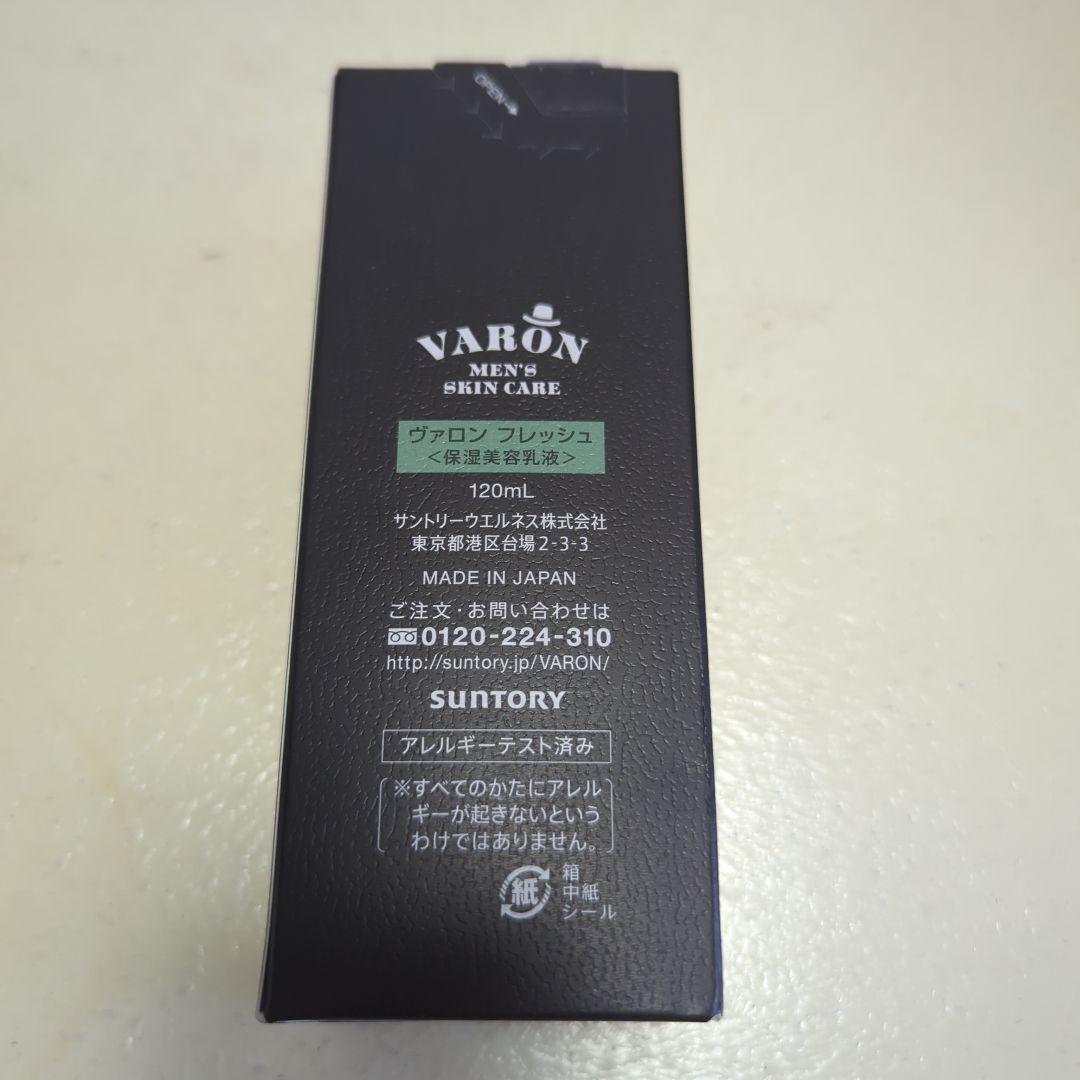 OPEN→
VARON
MEN'S
SKIN CARE
ヴァロン フレッシュ
<保湿美容乳液>
120mL
サントリーウエルネス株式会社
東京都港区台場2-3-3
MADE IN JAPAN
ご注文・お問い合わせは
0120-224-310
http://suntory.jp/VARON/
SUNTORY
アレルギーテスト済み
※すべてのかたにアレル
ギーが起きないという
わけではありません。
紙
箱
中紙
シール